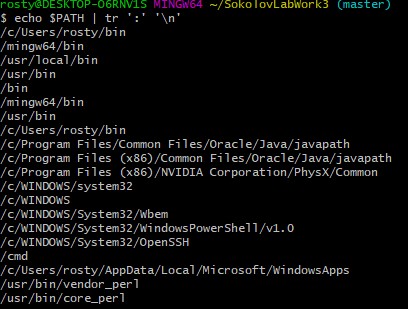 rosty@DESKTOP-O6RNV1S MINGW64 ~/SokolovLabWork3 (master)
$ echo $PATH | tr ':' '\n'
/c/Users/rosty/bin
/mingw64/bin
/usr/local/bin
/usr/bin
/bin
/mingw64/bin
/usr/bin
/c/Users/rosty/bin
/c/Program Files/Common Files/Oracle/Java/javapath
/c/Program Files (x86)/Common Files/Oracle/Java/javapath
/c/Program Files (x86)/NVIDIA Corporation/PhysX/Common
/c/WINDOWS/system32
/c/WINDOWS
/c/WINDOWS/System32/Wbem
/c/WINDOWS/System32/WindowsPowerShell/v1.0
/c/WINDOWS/System32/OpenSSH
/cmd
/c/Users/rosty/AppData/Local/Microsoft/WindowsApps
/usr/bin/vendor_perl
/usr/bin/core_perl